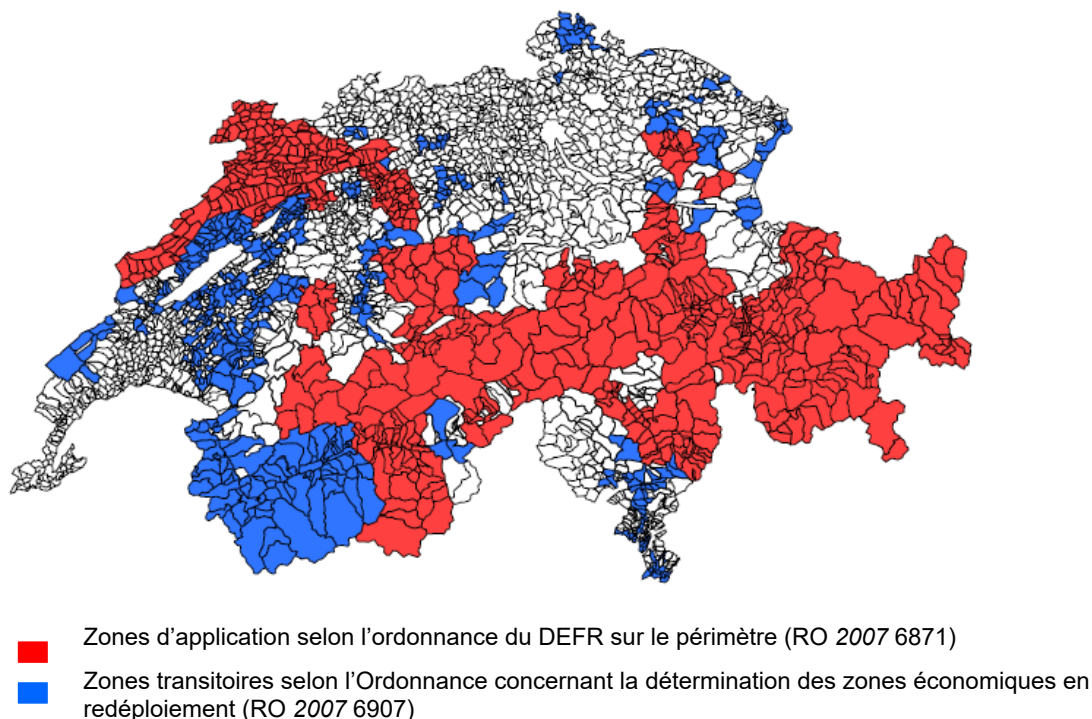 Zones d’application selon l’ordonnance du DEFR sur le périmètre (RO 2007 6871)
Zones transitoires selon l’Ordonnance concernant la détermination des zones économiques en
redéploiement (RO 2007 6907)